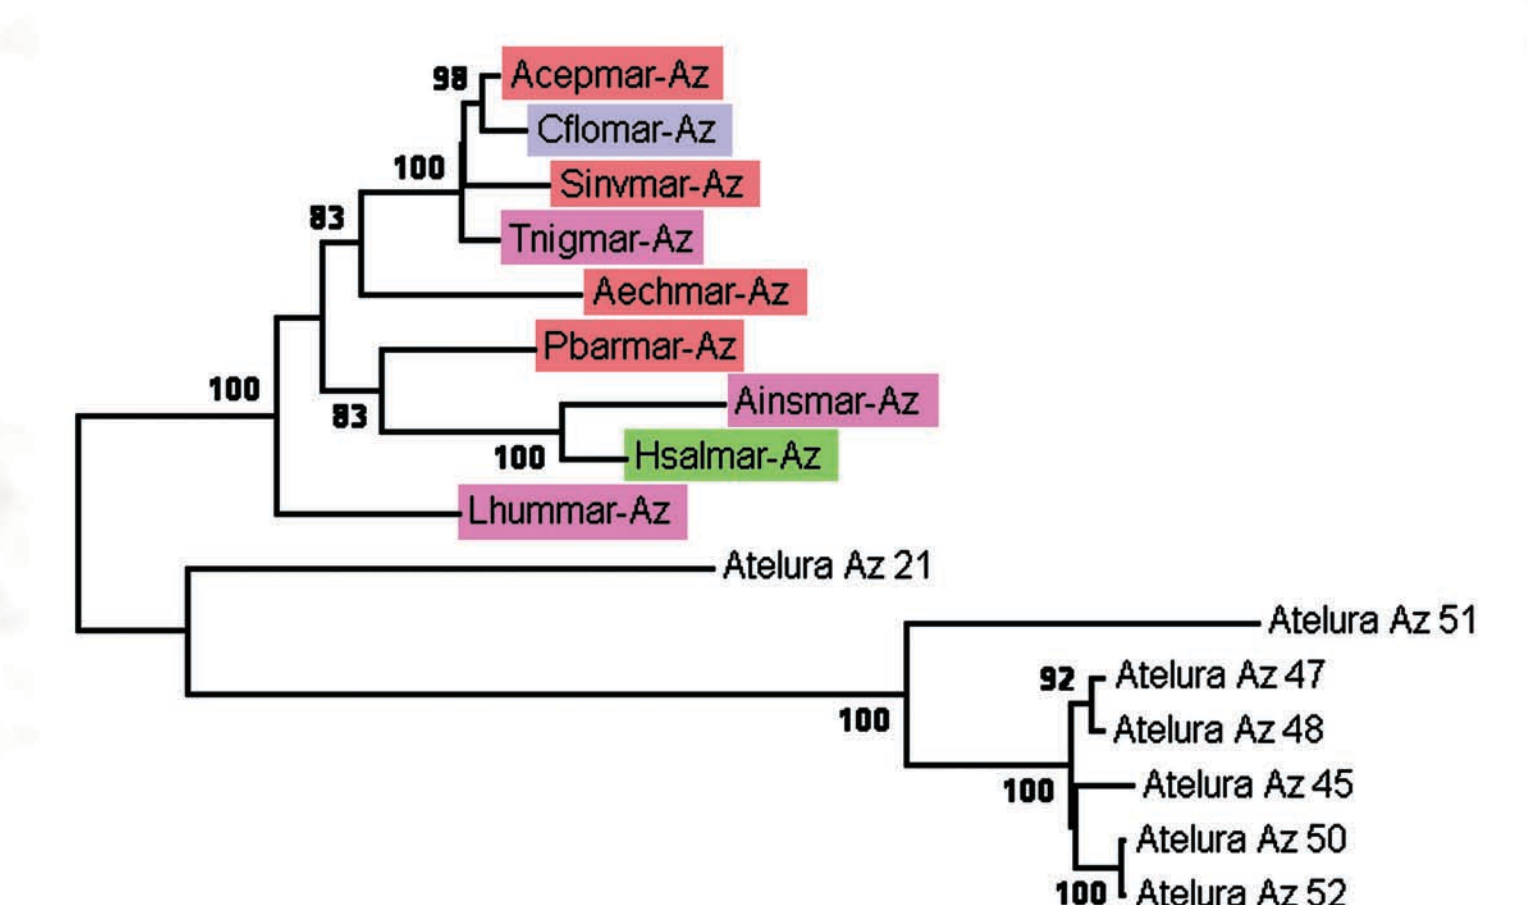 98
Acepmar-Az
Cflomar-Az
100
Sinvmar-Az
83
Tnigmar-Az
Aechmar-Az
Pbarmar-Az
100
83
Ainsmar-Az
100
Hsalmar-Az
Lhummar-Az
Atelura Az 21
Atelura Az 51
92
Atelura Az 47
100
Atelura Az 48
100
Atelura Az 45
Atelura Az 50
100
Atelura Az 52